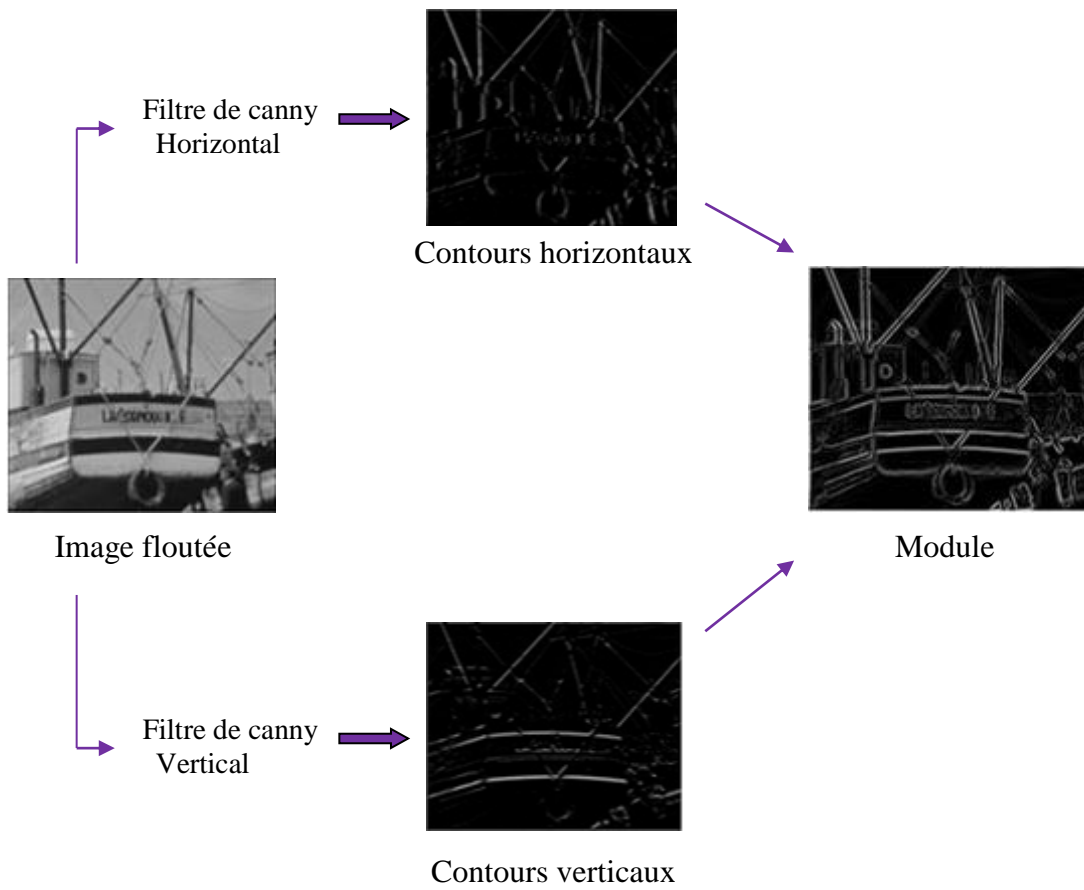 Filtre de canny
Horizontal
Contours horizontaux
Image floutée
Module
Filtre de canny
Vertical
Contours verticaux